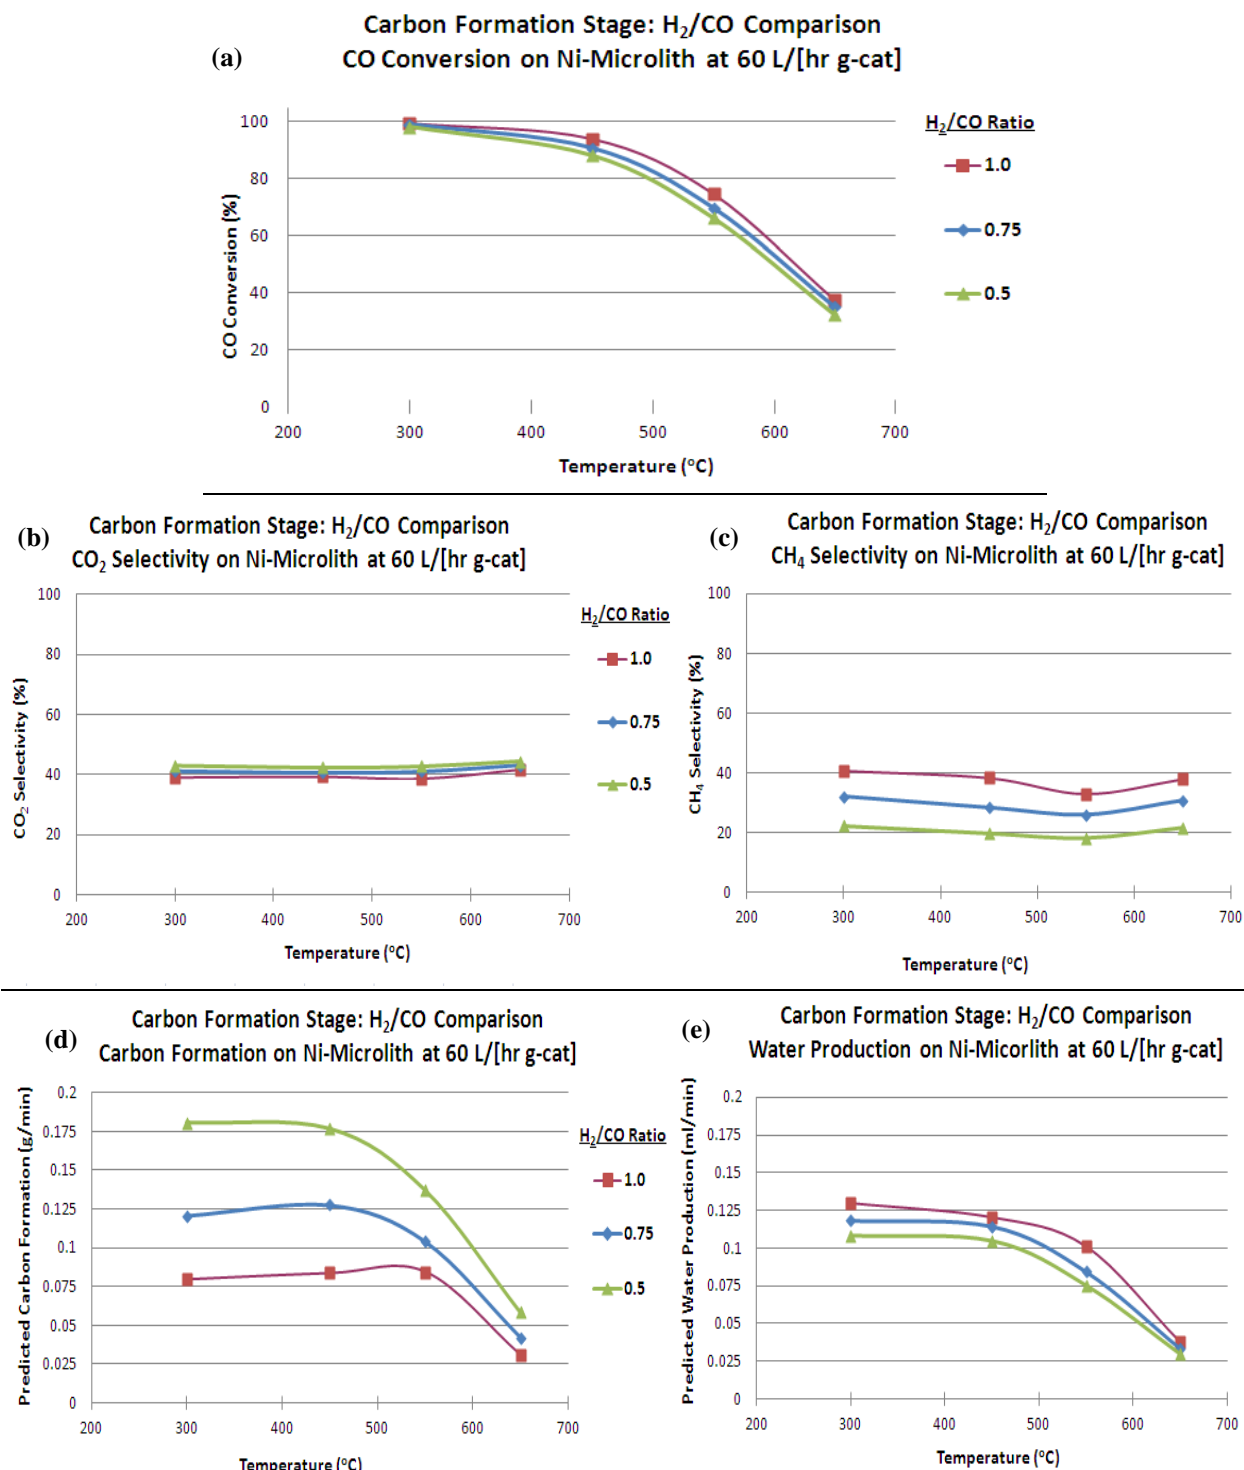 Carbon Formation Stage: H2/CO Comparison
(a)
CO Conversion on Ni-Microlith at 60 L/[hr g-cat]
100
80
60
40
20
0
200 300 400 500 600 700
CO Conversion (%)
Temperature (°C)
H2/CO Ratio
1.0
0.75
0.5
(b)
Carbon Formation Stage: H2/CO Comparison
CO2 Selectivity on Ni-Microlith at 60 L/[hr g-cat]
100
80
60
40
20
0
200 300 400 500 600 700
CO2 Selectivity (%)
Temperature (°C)
H2/CO Ratio
1.0
0.75
0.5
(c)
Carbon Formation Stage: H2/CO Comparison
CH4 Selectivity on Ni-Microlith at 60 L/[hr g-cat]
100
80
60
40
20
0
200 300 400 500 600 700
CH4 Selectivity (%)
Temperature (°C)
(d)
Carbon Formation Stage: H2/CO Comparison
Carbon Formation on Ni-Microlith at 60 L/[hr g-cat]
0.2
0.175
0.15
0.125
0.1
0.075
0.05
0.025
0
200 300 400 500 600 700
Predicted Carbon Formation (g/min)
Temperature (°C)
H2/CO Ratio
1.0
0.75
0.5
(e)
Carbon Formation Stage: H2/CO Comparison
Water Production on Ni-Micorlith at 60 L/[hr g-cat]
0.2
0.175
0.15
0.125
0.1
0.075
0.05
0.025
0
200 300 400 500 600 700
Predicted Water Production (ml/min)
Temperature (°C)